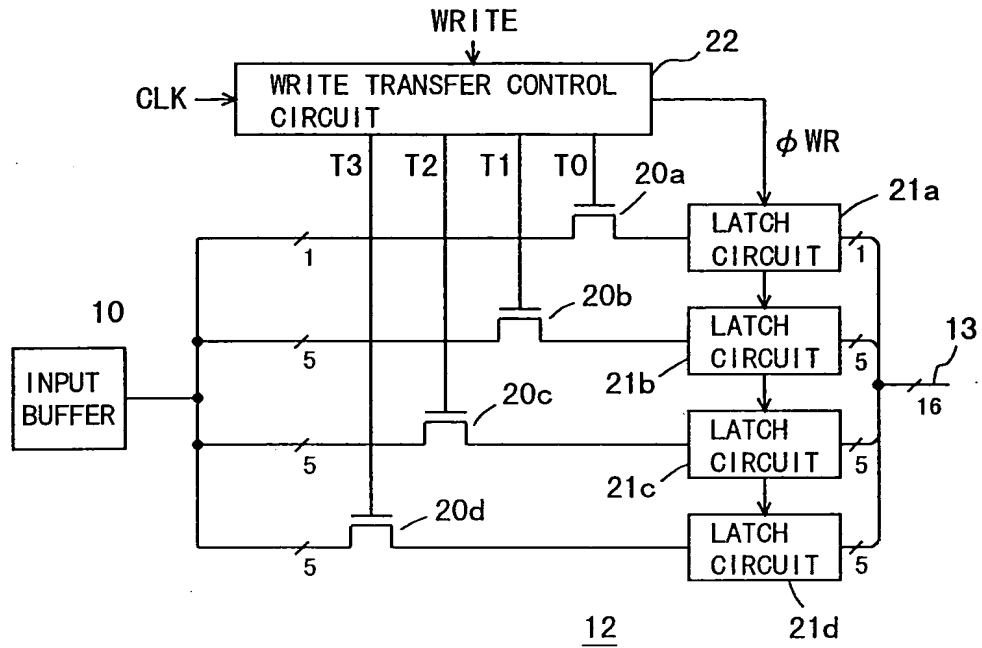 WRITE
22
WRITE TRANSFER CONTROL
CIRCUIT
CLK
φWR
T3
T2
T1
T0
20a
21a
LATCH
CIRCUIT
1
1
10
20b
LATCH
CIRCUIT
5
5
21b
13
16
INPUT
BUFFER
20c
LATCH
CIRCUIT
5
5
21c
20d
LATCH
CIRCUIT
5
5
21d
12